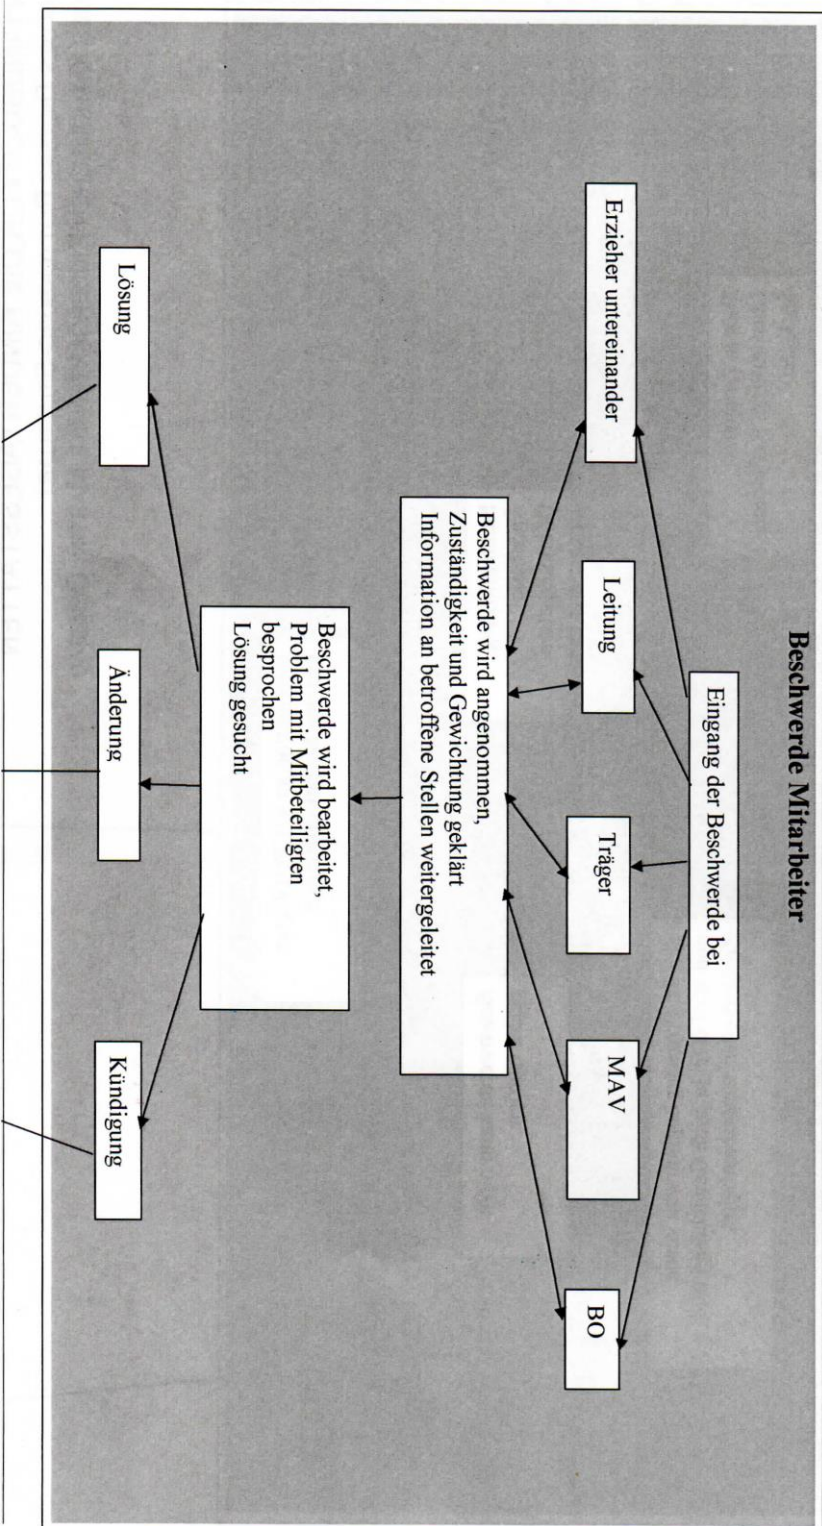 Beschwerde Mitarbeiter
Eingang der Beschwerde bei
Erzieher untereinander
Leitung
Träger
MAV
BO
Beschwerde wird angenommen,
Zuständigkeit und Gewichtung geklärt
Information an betroffene Stellen weitergeleitet
Beschwerde wird bearbeitet,
Problem mit Mitbeteiligten
besprochen
Lösung gesucht
Lösung
Änderung
Kündigung